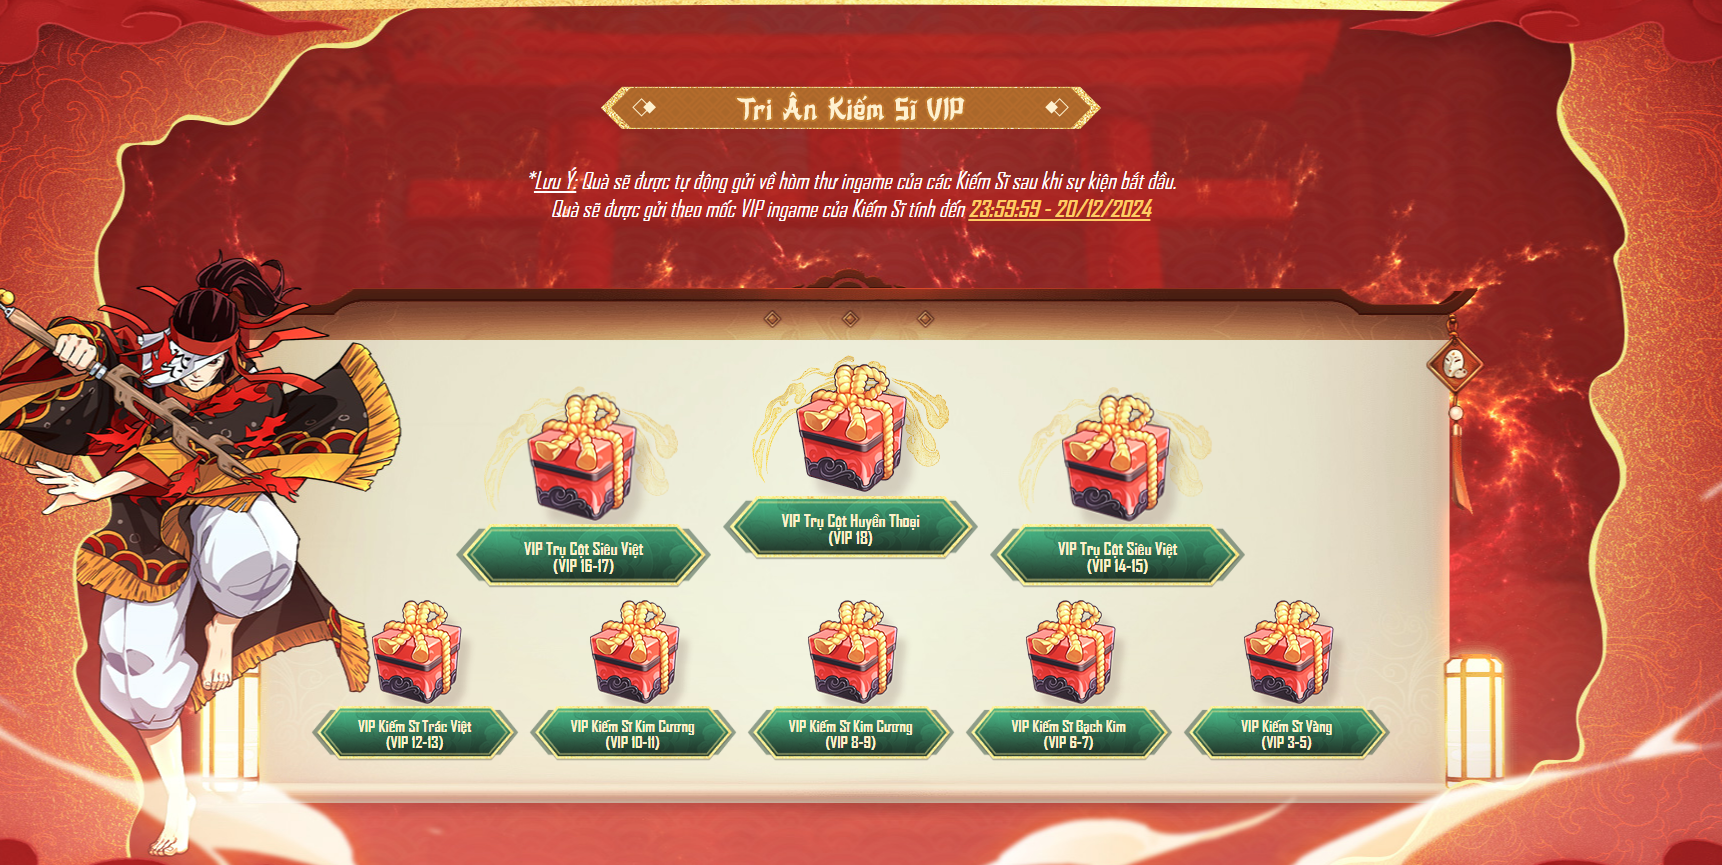 Tri Ân Kiếm Sĩ VIP
*Lưu Ý: Quà sẽ được tự động gửi về hòm thư ingame của các Kiếm Sĩ sau khi sự kiện bắt đầu.
Quà sẽ được gửi theo mốc VIP ingame của Kiếm Sĩ tính đến 23:59:59 - 20/12/2024
VIP Trụ Cột Huyền Thoại
(VIP 18)
VIP Trụ Cột Siêu Việt
(VIP 16-17)
VIP Trụ Cột Siêu Việt
(VIP 14-15)
VIP Kiếm Sĩ Trác Việt
(VIP 12-13)
VIP Kiếm Sĩ Kim Cương
(VIP 10-11)
VIP Kiếm Sĩ Kim Cương
(VIP 8-9)
VIP Kiếm Sĩ Bạch Kim
(VIP 6-7)
VIP Kiếm Sĩ Vàng
(VIP 3-5)